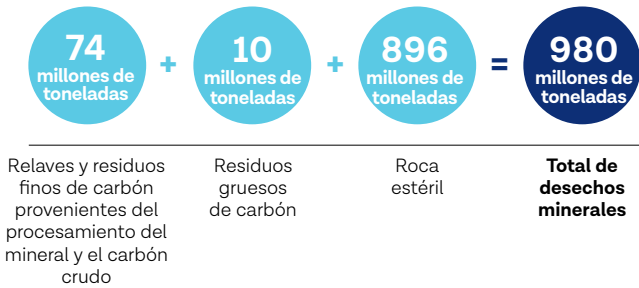 74
millones de
toneladas
+
10
millones de
toneladas
+
896
millones de
toneladas
=
980
millones de
toneladas
Relaves y residuos
finos de carbón
provenientes del
procesamiento del
mineral y el carbón
crudo
Residuos
gruesos
de carbón
Roca
estéril
Total de
desechos
minerales